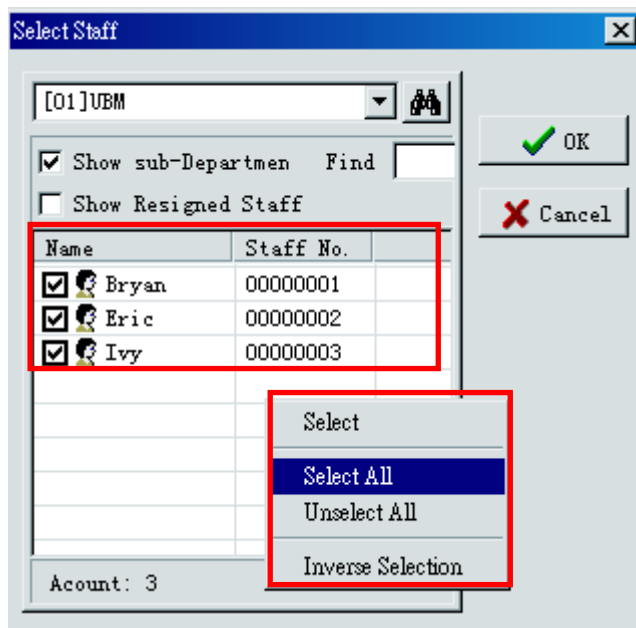 Select Staff
[01]UBM
OK
Show sub-Departmen Find
Show Resigned Staff
Cancel
Name Staff No.
Bryan 00000001
Eric 00000002
Ivy 00000003
Select
Select All
Unselect All
Inverse Selection
Acount: 3